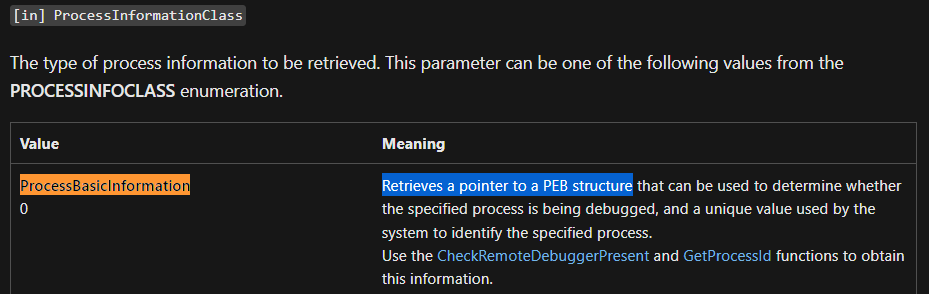 [in] ProcessInformationClass
The type of process information to be retrieved. This parameter can be one of the following values from the
PROCESSINFOCLASS enumeration.
Value
Meaning
ProcessBasicInformation
0
Retrieves a pointer to a PEB structure that can be used to determine whether
the specified process is being debugged, and a unique value used by the
system to identify the specified process.
Use the CheckRemoteDebuggerPresent and GetProcessId functions to obtain
this information.